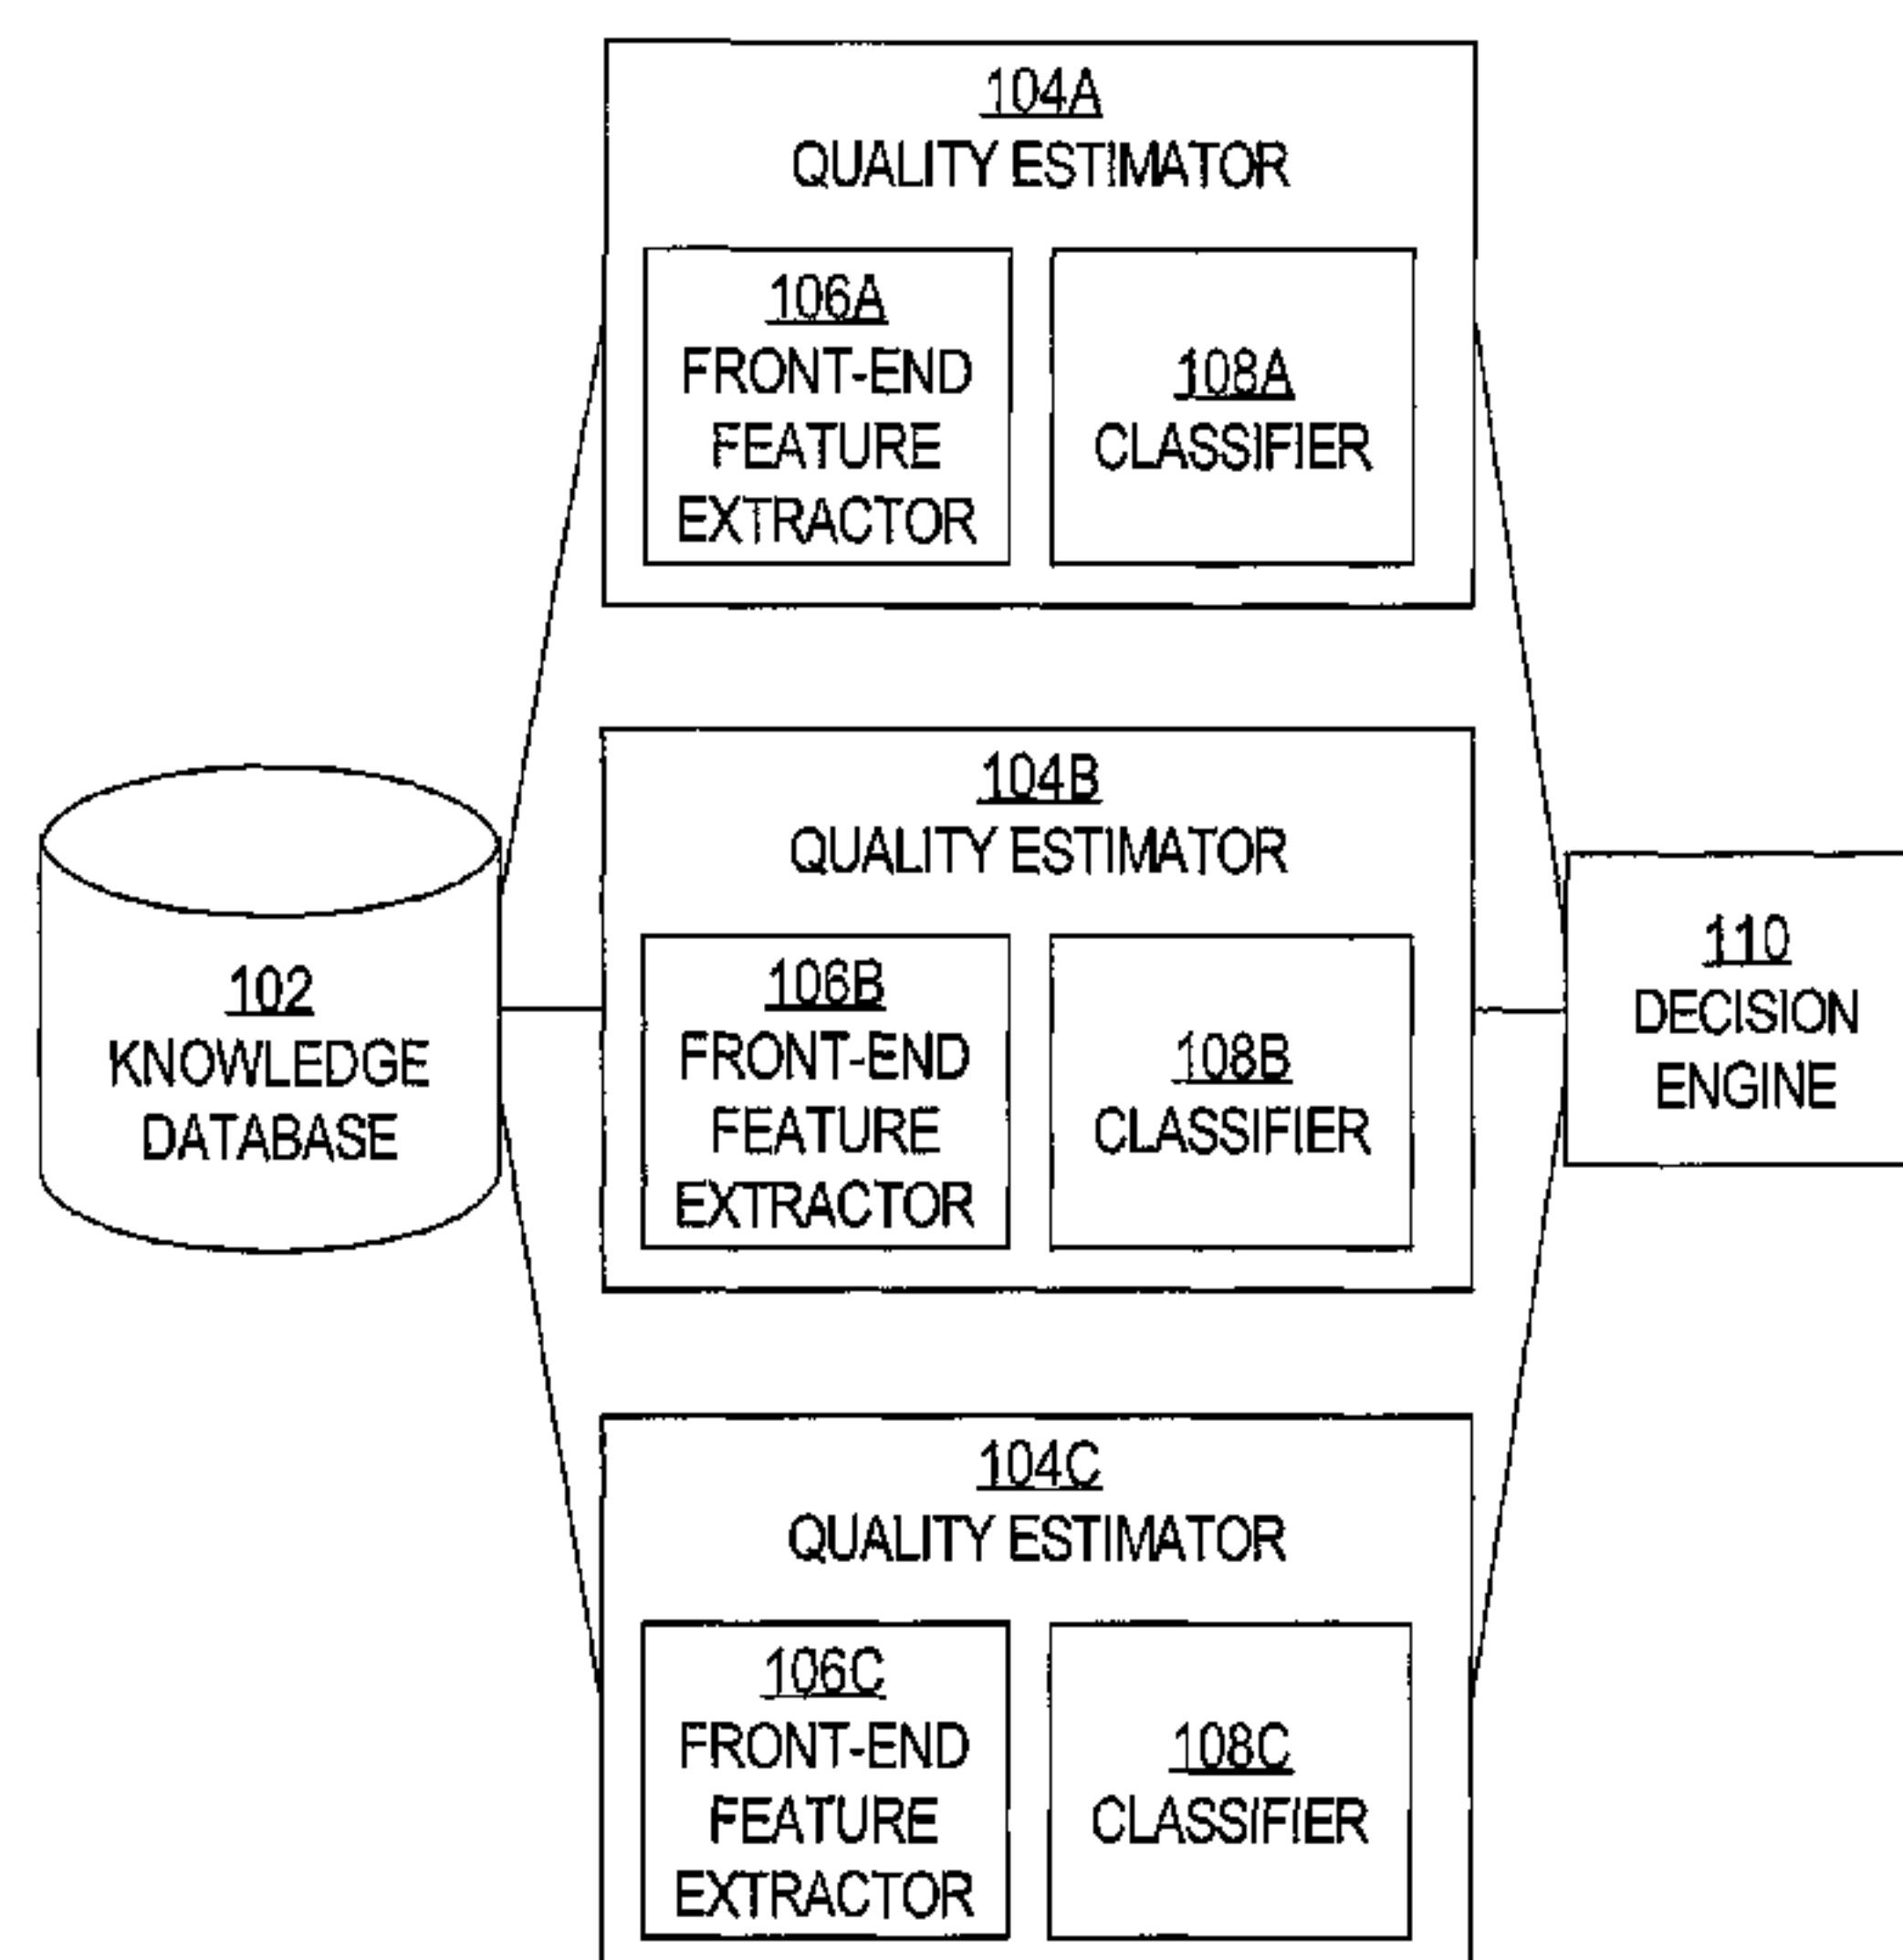 104A
QUALITY ESTIMATOR
106A
FRONT-END
FEATURE
EXTRACTOR
108A
CLASSIFIER
104B
QUALITY ESTIMATOR
106B
FRONT-END
FEATURE
EXTRACTOR
108B
CLASSIFIER
102
KNOWLEDGE
DATABASE
110
DECISION
ENGINE
104C
QUALITY ESTIMATOR
106C
FRONT-END
FEATURE
EXTRACTOR
108C
CLASSIFIER